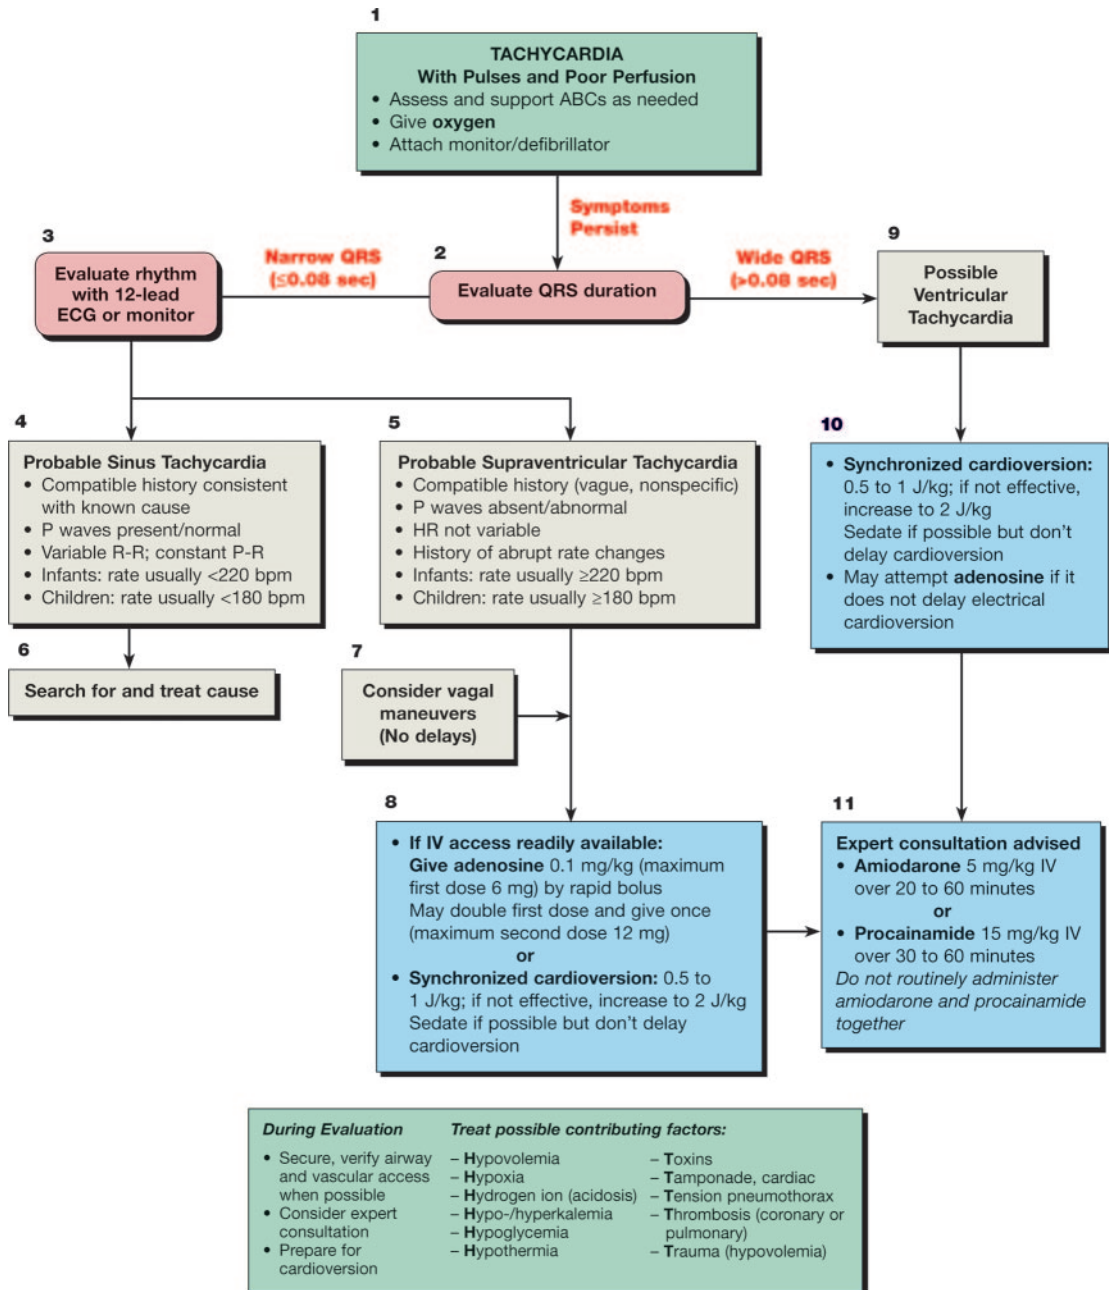 1
TACHYCARDIA
With Pulses and Poor Perfusion
• Assess and support ABCs as needed
• Give oxygen
• Attach monitor/defibrillator
Symptoms
Persist
2
Evaluate QRS duration
Narrow QRS
(≤0.08 sec)
Wide QRS
(>0.08 sec)
3
Evaluate rhythm
with 12-lead
ECG or monitor
9
Possible
Ventricular
Tachycardia
4
Probable Sinus Tachycardia
• Compatible history consistent
with known cause
• P waves present/normal
• Variable R-R; constant P-R
• Infants: rate usually <220 bpm
• Children: rate usually <180 bpm
5
Probable Supraventricular Tachycardia
• Compatible history (vague, nonspecific)
• P waves absent/abnormal
• HR not variable
• History of abrupt rate changes
• Infants: rate usually ≥220 bpm
• Children: rate usually ≥180 bpm
10
• Synchronized cardioversion:
0.5 to 1 J/kg; if not effective,
increase to 2 J/kg
Sedate if possible but don't
delay cardioversion
• May attempt adenosine if it
does not delay electrical
cardioversion
6
Search for and treat cause
7
Consider vagal
maneuvers
(No delays)
8
• If IV access readily available:
Give adenosine 0.1 mg/kg (maximum
first dose 6 mg) by rapid bolus
May double first dose and give once
(maximum second dose 12 mg)
or
• Synchronized cardioversion: 0.5 to
1 J/kg; if not effective, increase to 2 J/kg
Sedate if possible but don't delay
cardioversion
11
Expert consultation advised
• Amiodarone 5 mg/kg IV
over 20 to 60 minutes
or
• Procainamide 15 mg/kg IV
over 30 to 60 minutes
Do not routinely administer
amiodarone and procainamide
together
During Evaluation
• Secure, verify airway
and vascular access
when possible
• Consider expert
consultation
• Prepare for
cardioversion
Treat possible contributing factors:
– Hypovolemia
– Hypoxia
– Hydrogen ion (acidosis)
– Hypo-/hyperkalemia
– Hypoglycemia
– Hypothermia
– Toxins
– Tamponade, cardiac
– Tension pneumothorax
– Thrombosis (coronary or
pulmonary)
– Trauma (hypovolemia)